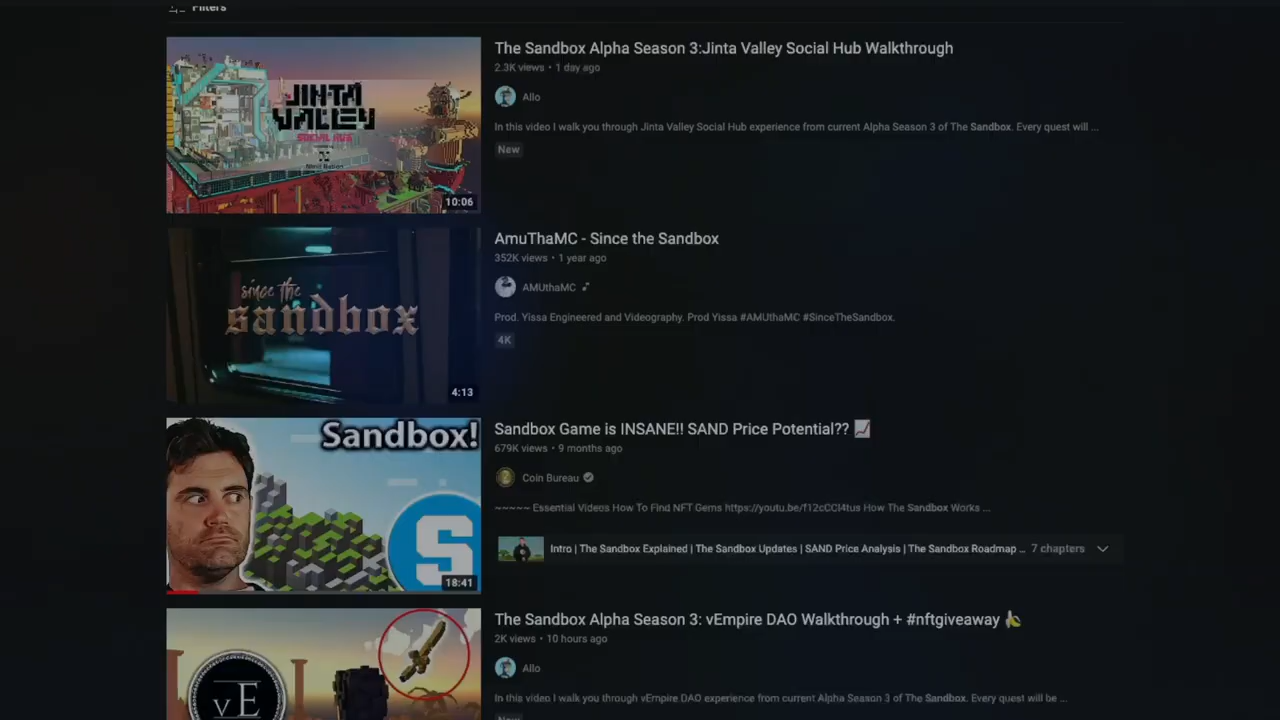 Filters
JINTA
VALLEY
SOCIAL HUB
10:06
The Sandbox Alpha Season 3:Jinta Valley Social Hub Walkthrough
2.3K views • 1 day ago
Allo
In this video I walk you through Jinta Valley Social Hub experience from current Alpha Season 3 of The Sandbox. Every quest will ...
New
since the
sandbox
4:13
AmuThaMC - Since the Sandbox
352K views • 1 year ago
AMUthaMC
Prod. Yissa Engineered and Videography. Prod Yissa #AMUthaMC #SinceTheSandbox.
4K
Sandbox!
S
18:41
Sandbox Game is INSANE!! SAND Price Potential?? 📈
679K views • 9 months ago
Coin Bureau
~~~~~ Essential Videos How To Find NFT Gems https://youtu.be/f12cCCI4tus How The Sandbox Works ...
Intro | The Sandbox Explained | The Sandbox Updates | SAND Price Analysis | The Sandbox Roadmap ... 7 chapters
vE
The Sandbox Alpha Season 3: vEmpire DAO Walkthrough + #nftgiveaway 🍌
2K views • 10 hours ago
Allo
In this video I walk you through vEmpire DAO experience from current Alpha Season 3 of The Sandbox. Every quest will be ...
New